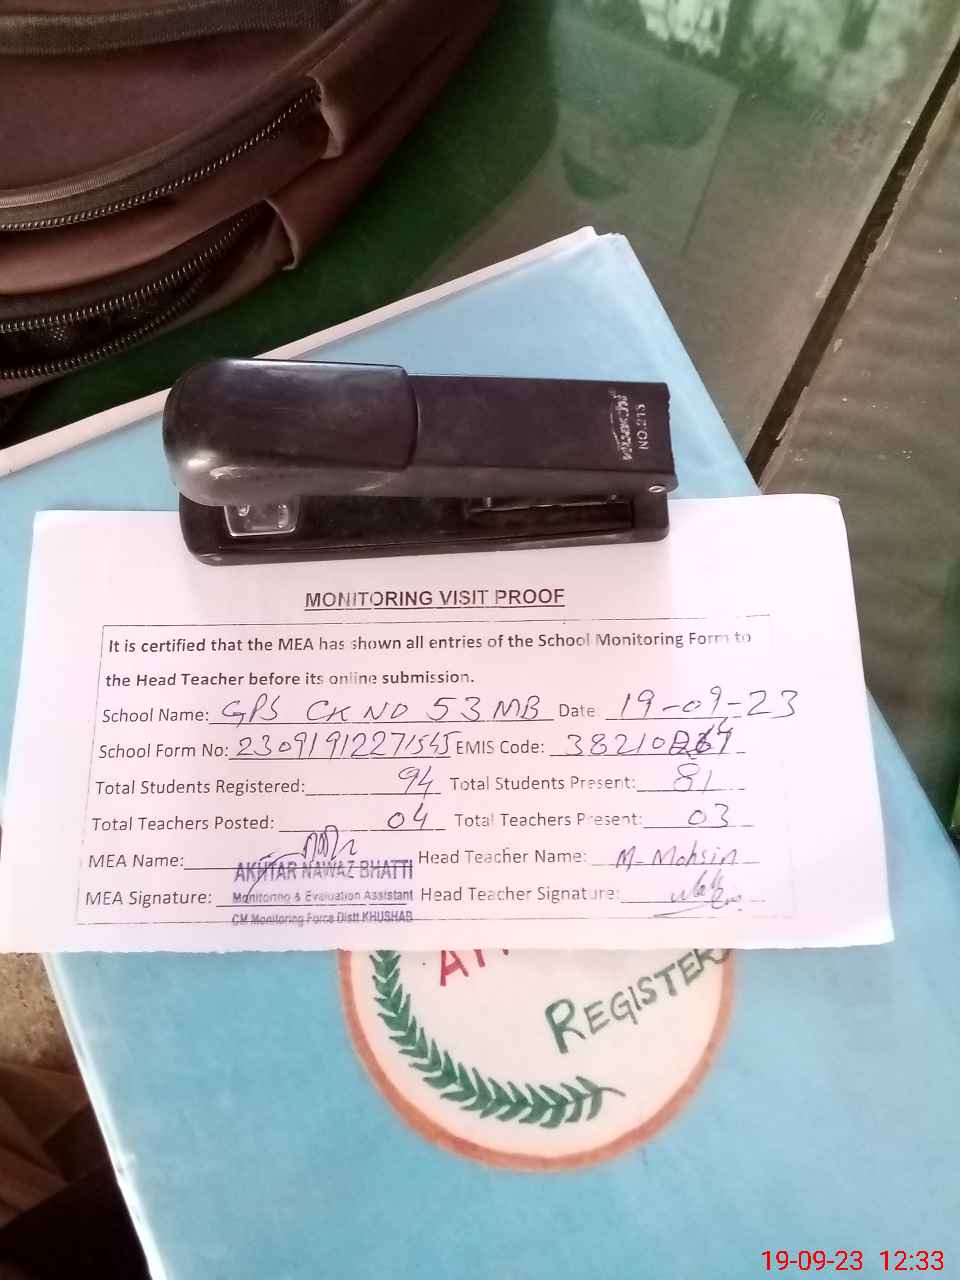 NO.213
MONITORING VISIT PROOF
It is certified that the MEA has shown all entries of the School Monitoring Form to
the Head Teacher before its online submission.
School Name: GPS CK NO 53 MB Date: 19-09-23
School Form No: EMIS Code:
Total Students Registered: 94 Total Students Present: 81
Total Teachers Posted: 04 Total Teachers Present: 03
MEA Name: Head Teacher Name: M. Mohsin
AKHTAR NAWAZ BHATTI
MEA Signature: Monitoring & Evaluation Assistant Head Teacher Signature:
CM Monitoring Force Distt KHUSHAB
REGISTER
19-09-23 12:33